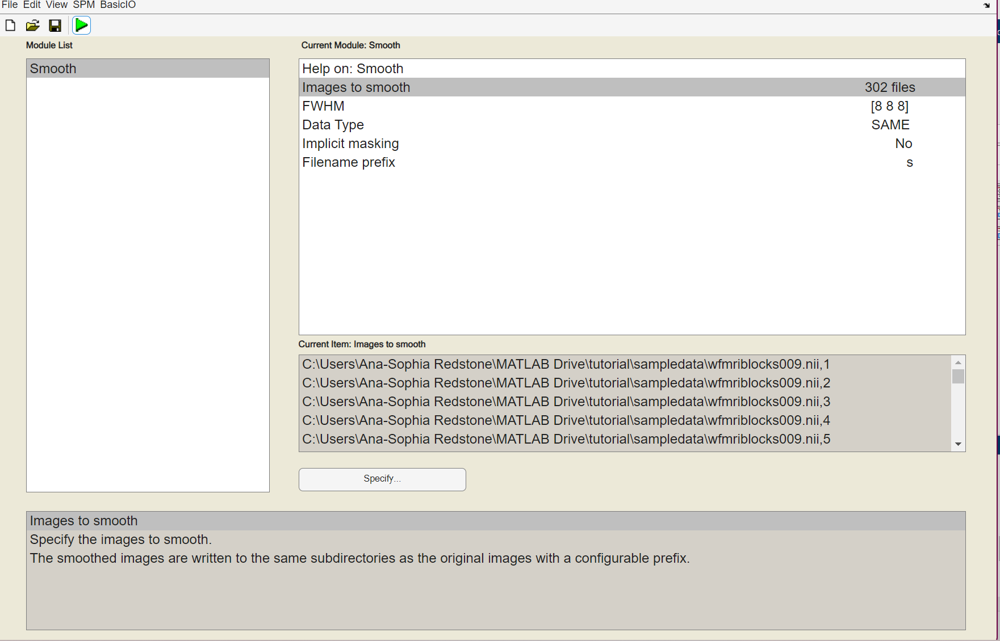 File Edit View SPM BasicIO
Module List
Current Module: Smooth
Smooth
Help on: Smooth
Images to smooth 302 files
FWHM [8 8 8]
Data Type SAME
Implicit masking No
Filename prefix s
Current Item: Images to smooth
C:\Users\Ana-Sophia Redstone\MATLAB Drive\tutorial\sampledata\wfmriblocks009.nii,1
C:\Users\Ana-Sophia Redstone\MATLAB Drive\tutorial\sampledata\wfmriblocks009.nii,2
C:\Users\Ana-Sophia Redstone\MATLAB Drive\tutorial\sampledata\wfmriblocks009.nii,3
C:\Users\Ana-Sophia Redstone\MATLAB Drive\tutorial\sampledata\wfmriblocks009.nii,4
C:\Users\Ana-Sophia Redstone\MATLAB Drive\tutorial\sampledata\wfmriblocks009.nii,5
Specify...
Images to smooth
Specify the images to smooth.
The smoothed images are written to the same subdirectories as the original images with a configurable prefix.